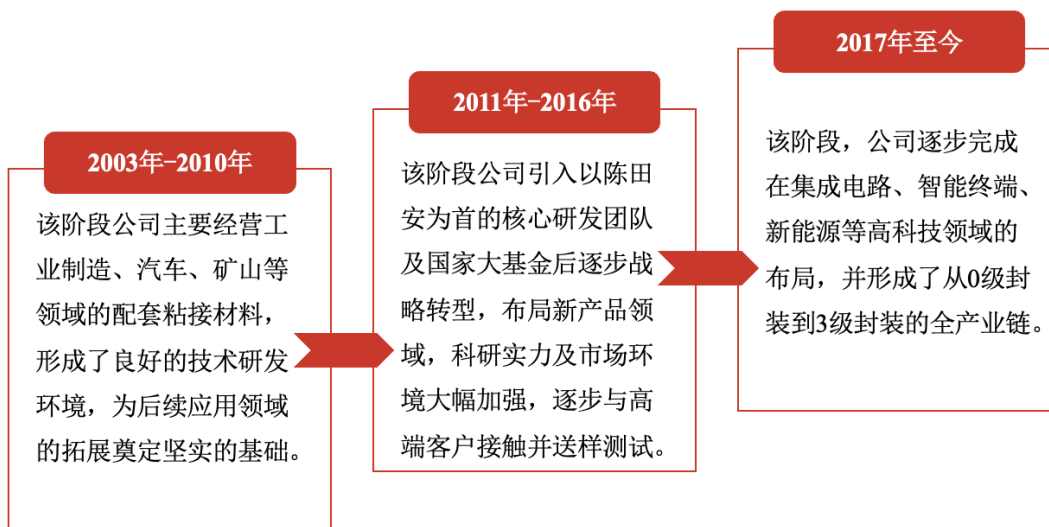 2003年-2010年
该阶段公司主要经营工
业制造、汽车、矿山等
领域的配套粘接材料，
形成了良好的技术研发
环境，为后续应用领域
的拓展奠定坚实的基础。
2011年-2016年
该阶段公司引入以陈田
安为首的核心研发团队
及国家大基金后逐步战
略转型，布局新产品领
域，科研实力及市场环
境大幅加强，逐步与高
端客户接触并送样测试。
2017年至今
该阶段，公司逐步完成
在集成电路、智能终端、
新能源等高科技领域的
布局，并形成了从0级封
装到3级封装的全产业链。